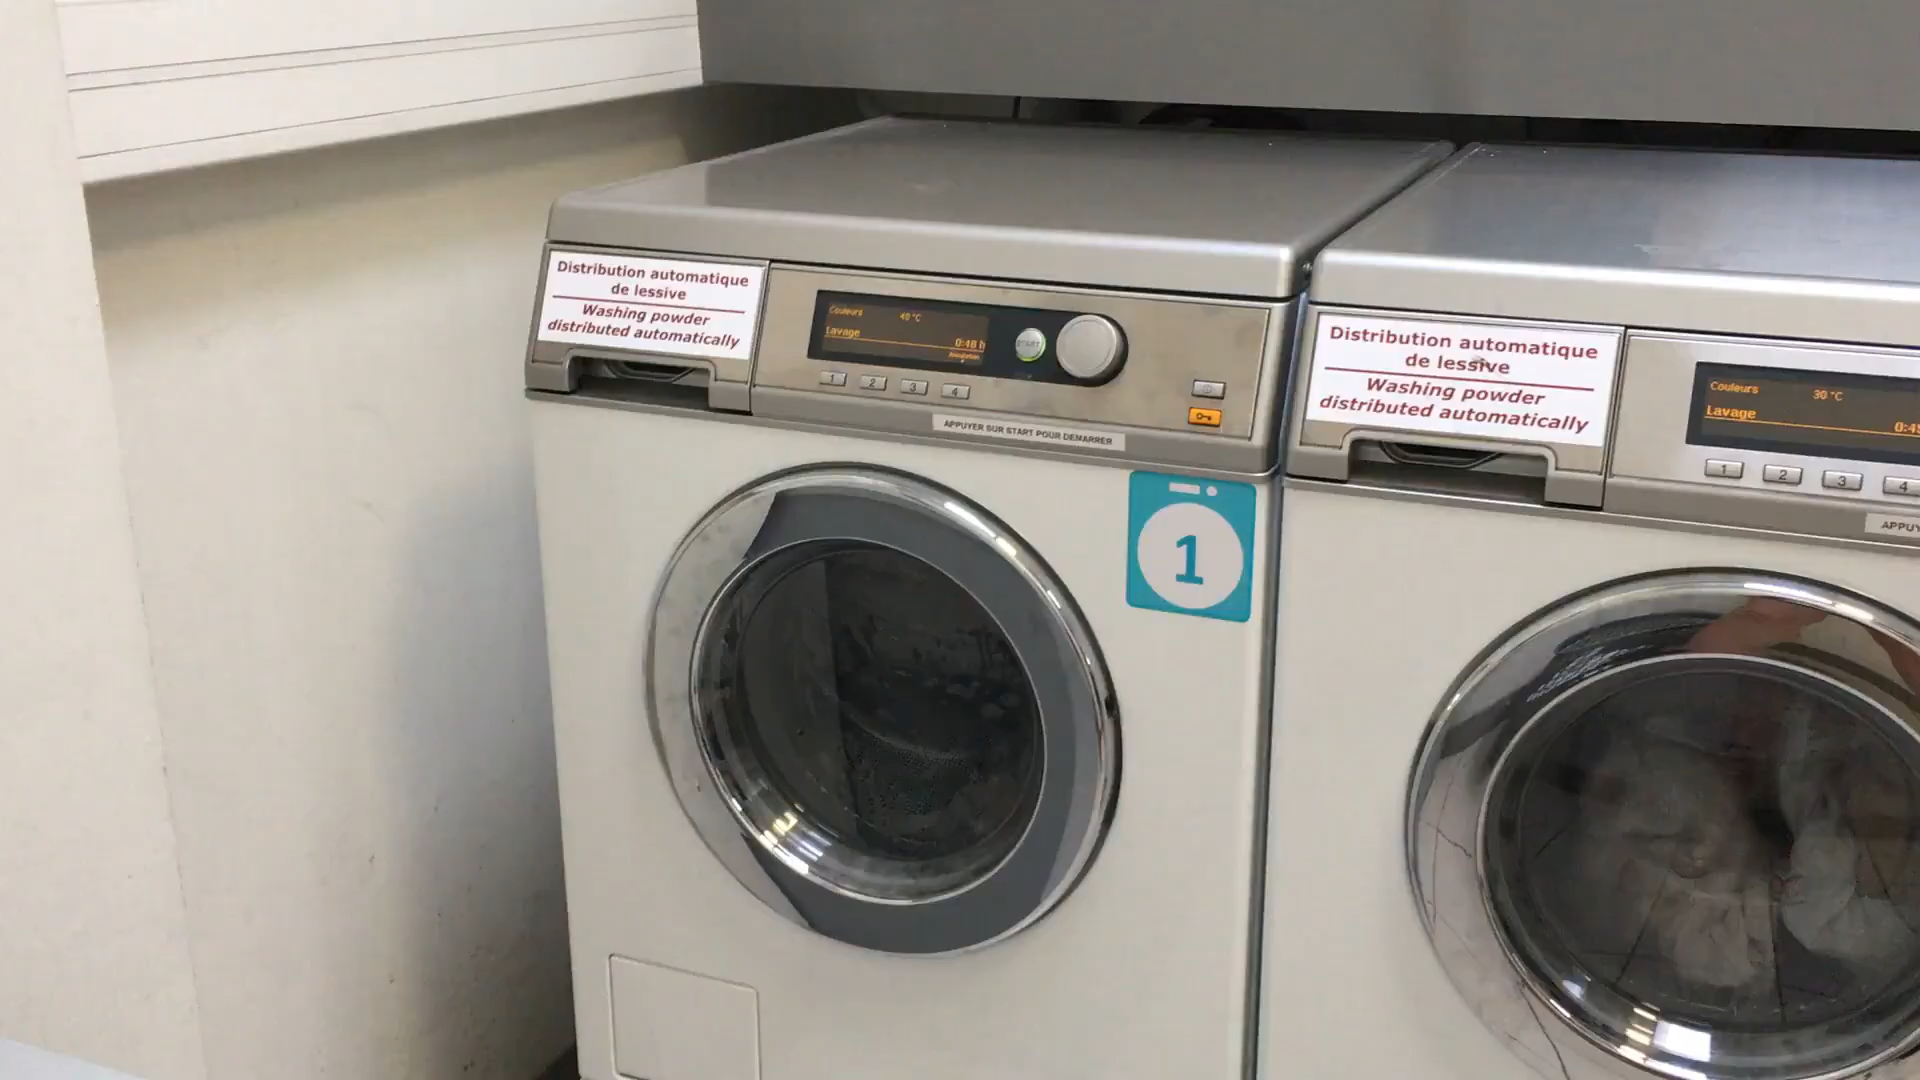 Distribution automatique
de lessive
Washing powder
distributed automatically
Couleurs 40 °C
Lavage
0:48 h
Annulation
START
1 2 3 4
APPUYER SUR START POUR DEMARRER
1
Distribution automatique
de lessive
Washing powder
distributed automatically
Couleurs 30 °C
Lavage
1 2 3 4